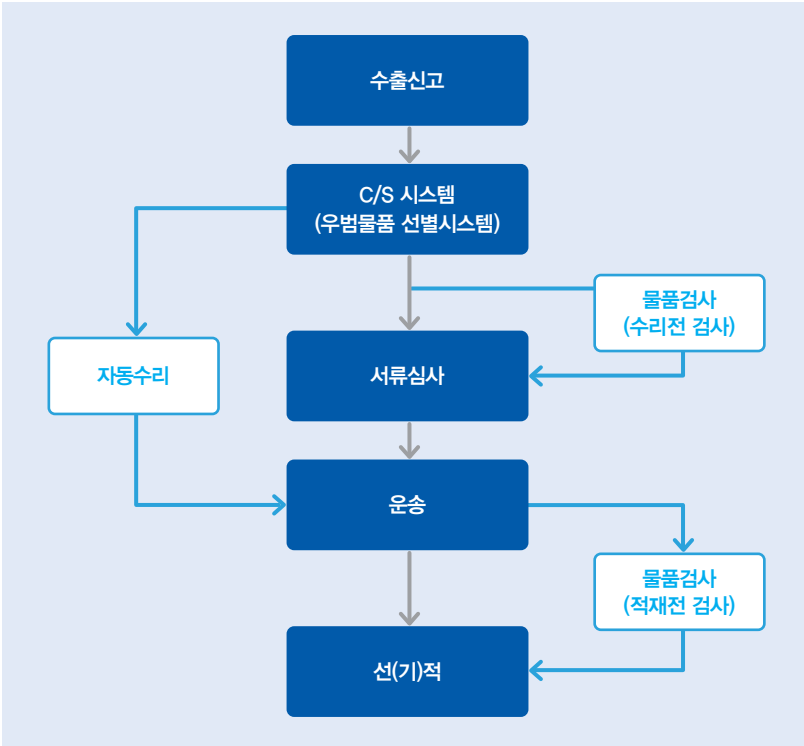 수출신고
C/S 시스템
(우범물품 선별시스템)
물품검사
(수리전 검사)
자동수리
서류심사
운송
물품검사
(적재전 검사)
선(기)적